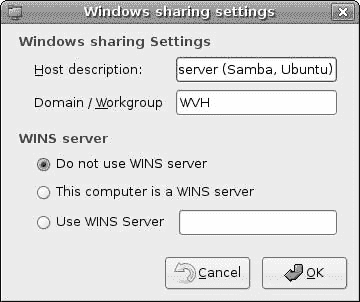 Windows sharing settings
Windows sharing Settings
Host description: server (Samba, Ubuntu)
Domain / Workgroup WVH
WINS server
Do not use WINS server
This computer is a WINS server
Use WINS Server
Cancel OK